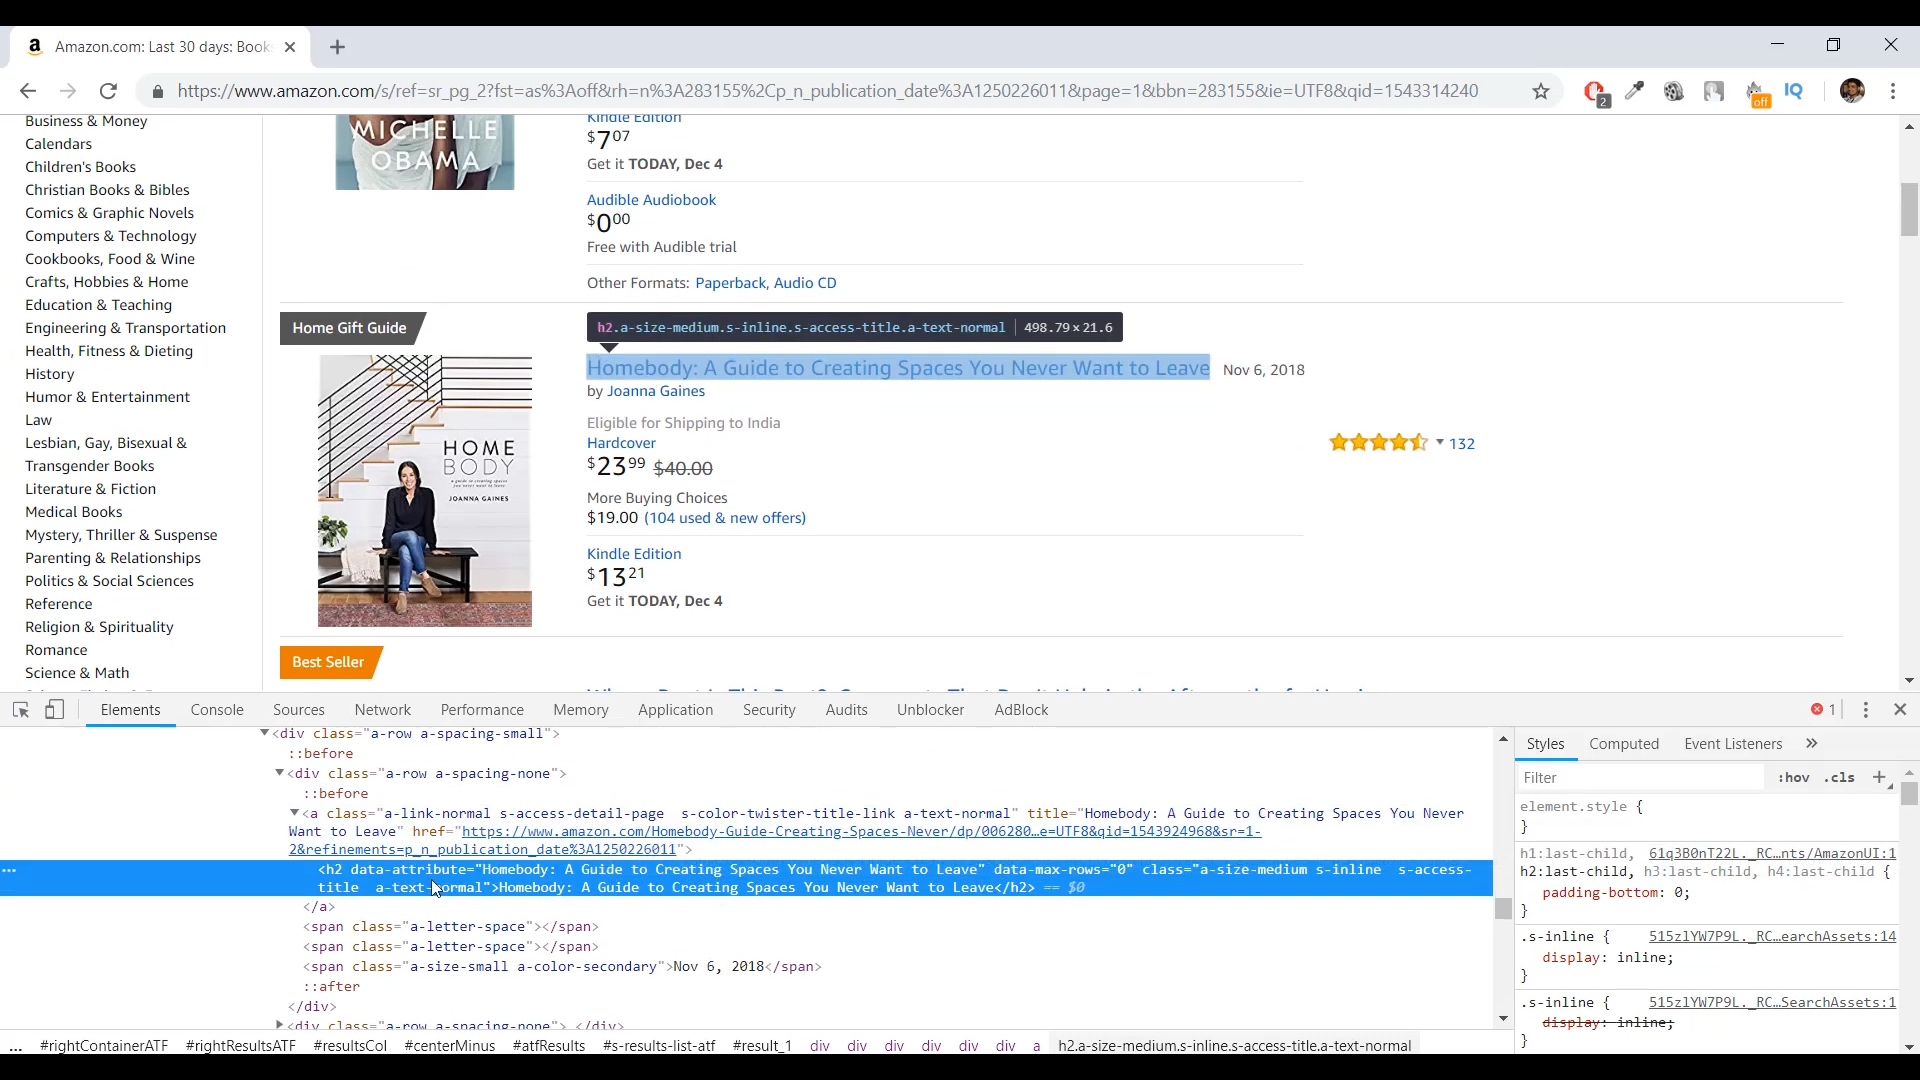 Amazon.com: Last 30 days: Books
https://www.amazon.com/s/ref=sr_pg_2?fst=as%3Aoff&rh=n%3A283155%2Cp_n_publication_date%3A1250226011&page=1&bbn=283155&ie=UTF8&qid=1543314240
2
off
IQ
Business & Money
Calendars
Children's Books
Christian Books & Bibles
Comics & Graphic Novels
Computers & Technology
Cookbooks, Food & Wine
Crafts, Hobbies & Home
Education & Teaching
Engineering & Transportation
Health, Fitness & Dieting
History
Humor & Entertainment
Law
Lesbian, Gay, Bisexual &
Transgender Books
Literature & Fiction
Medical Books
Mystery, Thriller & Suspense
Parenting & Relationships
Politics & Social Sciences
Reference
Religion & Spirituality
Romance
Science & Math
MICHELLE
OBAMA
Kindle Edition
$7 07
Get it TODAY, Dec 4
Audible Audiobook
$0 00
Free with Audible trial
Other Formats: Paperback, Audio CD
Home Gift Guide
h2.a-size-medium.s-inline.s-access-title.a-text-normal 498.79×21.6
Homebody: A Guide to Creating Spaces You Never Want to Leave Nov 6, 2018
by Joanna Gaines
Eligible for Shipping to India
Hardcover
$23 99 $40.00
More Buying Choices
$19.00 (104 used & new offers)
132
Kindle Edition
$13 21
Get it TODAY, Dec 4
HOME
BODY
a guide to creating spaces
you never want to leave
JOANNA GAINES
Best Seller
Elements Console Sources Network Performance Memory Application Security Audits Unblocker AdBlock 1
<div class="a-row a-spacing-small">
::before
<div class="a-row a-spacing-none">
::before
<a class="a-link-normal s-access-detail-page  s-color-twister-title-link a-text-normal" title="Homebody: A Guide to Creating Spaces You Never
Want to Leave" href="https://www.amazon.com/Homebody-Guide-Creating-Spaces-Never/dp/006280…e=UTF8&qid=1543924968&sr=1-
2&refinements=p_n_publication_date%3A1250226011">
<h2 data-attribute="Homebody: A Guide to Creating Spaces You Never Want to Leave" data-max-rows="0" class="a-size-medium s-inline  s-access-
title  a-text-normal">Homebody: A Guide to Creating Spaces You Never Want to Leave</h2> == $0
</a>
<span class="a-letter-space"></span>
<span class="a-letter-space"></span>
<span class="a-size-small a-color-secondary">Nov 6, 2018</span>
::after
</div>
<div class="a-row a-spacing-none"> </div>
... #rightContainerATF #rightResultsATF #resultsCol #centerMinus #atfResults #s-results-list-atf #result_1 div div div div div div a h2.a-size-medium.s-inline.s-access-title.a-text-normal
Styles Computed Event Listeners »
Filter :hov .cls +
element.style {
}
h1:last-child, 61q3B0nT22L._RC…nts/AmazonUI:1
h2:last-child, h3:last-child, h4:last-child {
padding-bottom: 0;
}
.s-inline { 515zlYW7P9L._RC…earchAssets:14
display: inline;
}
.s-inline { 515zlYW7P9L._RC…SearchAssets:1
display: inline;
}